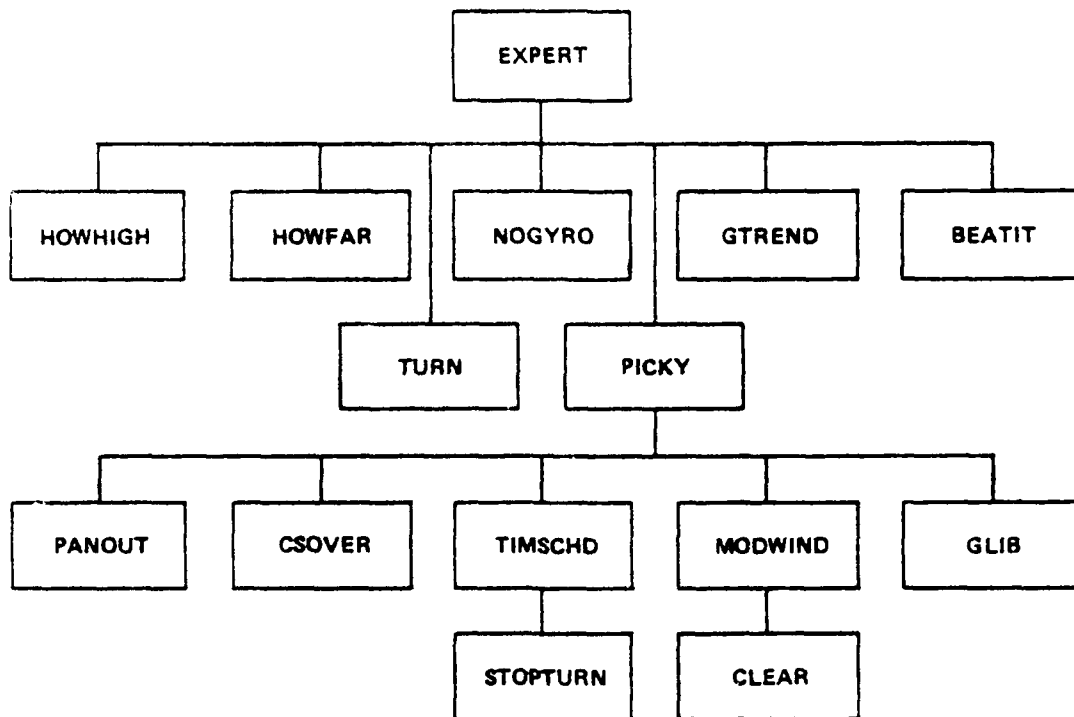 EXPERT
HOWHIGH
HOWFAR
NOGYRO
GTREND
BEATIT
TURN
PICKY
PANOUT
CSOVER
TIMSCHD
MODWIND
GLIB
STOPTURN
CLEAR